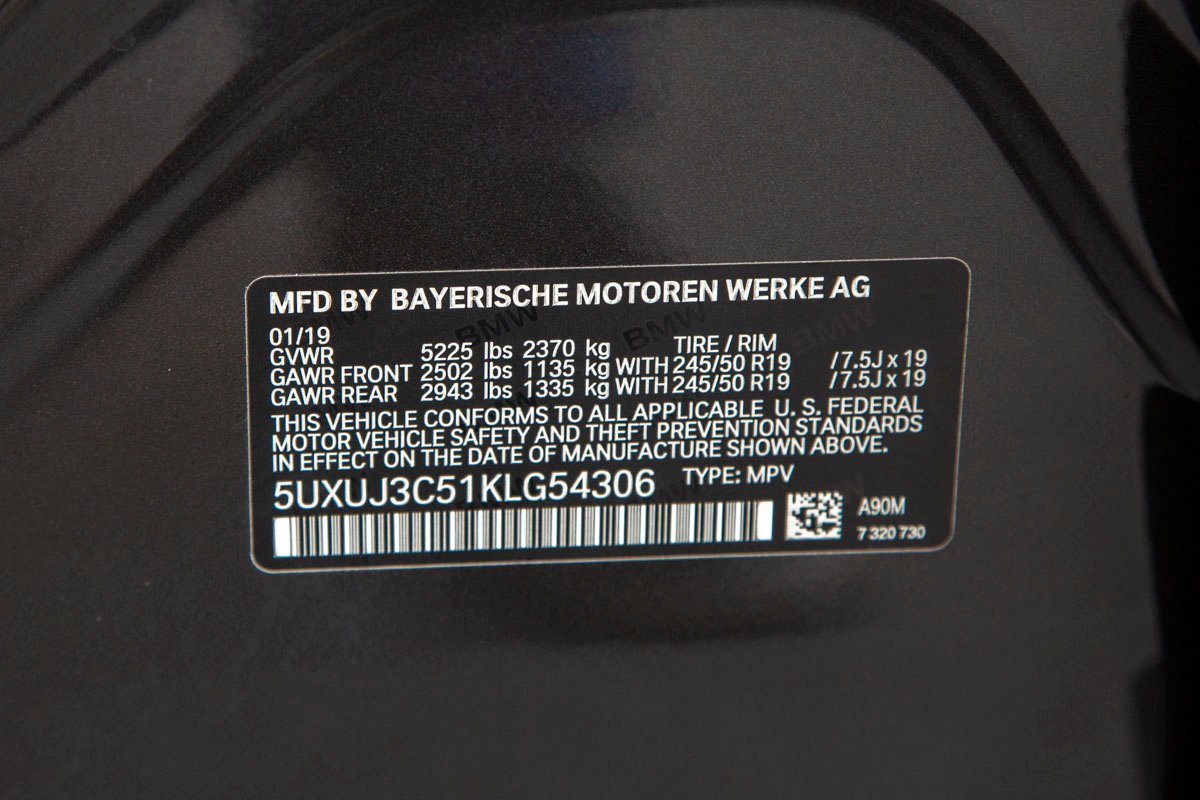 MFD BY BAYERISCHE MOTOREN WERKE AG
01/19
GVWR 5225 lbs 2370 kg TIRE / RIM
GAWR FRONT 2502 lbs 1135 kg WITH 245/50 R19 / 7.5J x 19
GAWR REAR 2943 lbs 1335 kg WITH 245/50 R19 / 7.5J x 19
THIS VEHICLE CONFORMS TO ALL APPLICABLE U. S. FEDERAL
MOTOR VEHICLE SAFETY AND THEFT PREVENTION STANDARDS
IN EFFECT ON THE DATE OF MANUFACTURE SHOWN ABOVE.
5UXUJ3C51KLG54306 TYPE: MPV
A90M
7 320 730
BMW
BMW
BMW